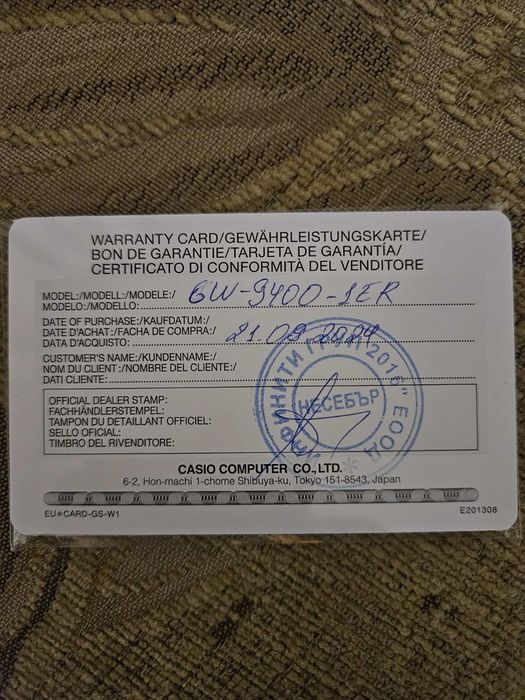 WARRANTY CARD/GEWÄHRLEISTUNGSKARTE/
BON DE GARANTIE/TARJETA DE GARANTÍA/
CERTIFICATO DI CONFORMITÀ DEL VENDITORE
MODEL:/MODELL:/MODELE:/ GW-9400-1ER
MODELO:/MODELLO:
DATE OF PURCHASE:/KAUFDATUM:/
DATE D'ACHAT:/FACHA DE COMPRA:/ 21.09.2024
DATA D'ACQUISTO:
CUSTOMER'S NAME:/KUNDENNAME:/
NOM DU CLIENT:/NOMBRE DEL CLIENTE:/
DATI CLIENTE:
OFFICIAL DEALER STAMP:
FACHHÄNDLERSTEMPEL:
TAMPON DU DETAILLANT OFFICIEL:
SELLO OFICIAL:
TIMBRO DEL RIVENDITORE:
2015" ЕООД
НЕСЕБЪР
CASIO COMPUTER CO.,LTD.
6-2, Hon-machi 1-chome Shibuya-ku, Tokyo 151-8543, Japan
EU*CARD-GS-W1
E201308